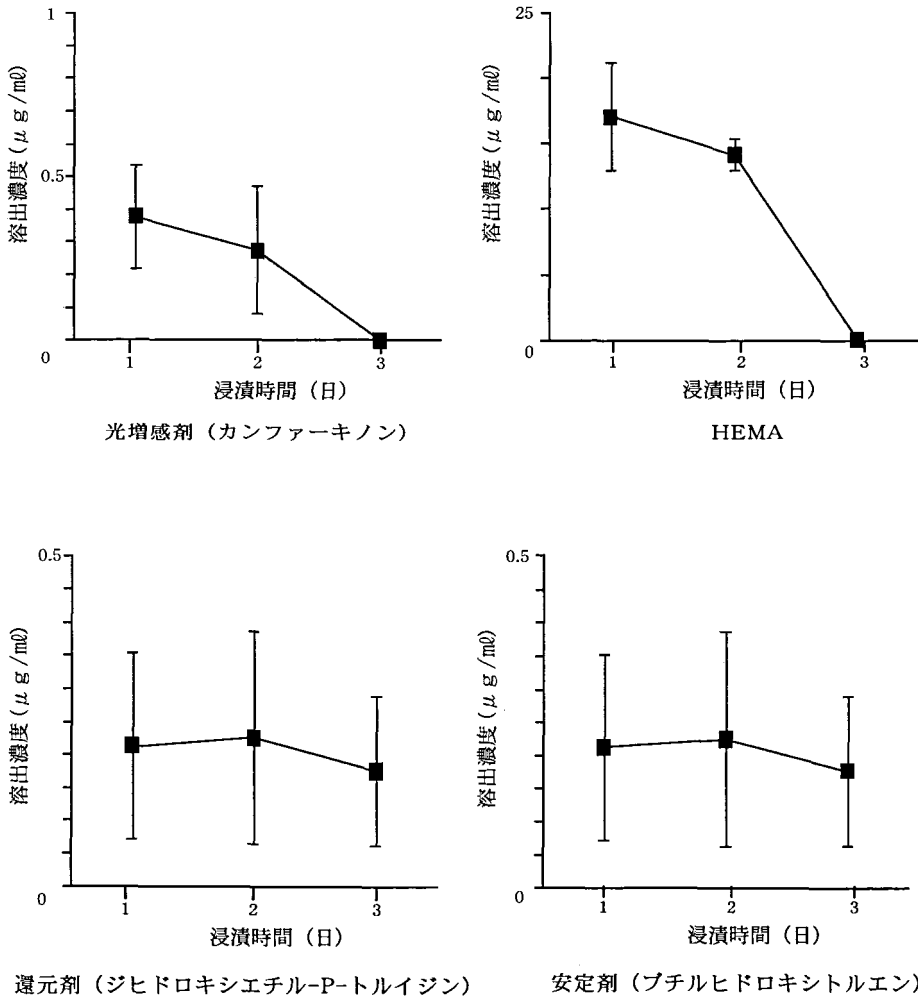 1
0.5
0
溶出濃度(μg/ml)
1
2
3
浸漬時間(日)
光増感剤(カンファーキノン)
25
0
溶出濃度(μg/ml)
1
2
3
浸漬時間(日)
HEMA
0.5
0
溶出濃度(μg/ml)
1
2
3
浸漬時間(日)
還元剤(ジヒドロキシエチル-P-トルイジン)
0.5
0
溶出濃度(μg/ml)
1
2
3
浸漬時間(日)
安定剤(ブチルヒドロキシトルエン)